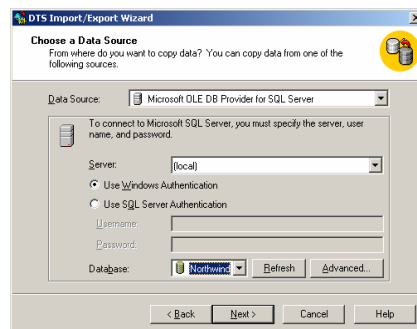 DTS Import/Export Wizard
Choose a Data Source
From where do you want to copy data? You can copy data from one of the
following sources.
Data Source: Microsoft OLE DB Provider for SQL Server
To connect to Microsoft SQL Server, you must specify the server, user
name, and password.
Server: (local)
Use Windows Authentication
Use SQL Server Authentication
Username:
Password:
Database: Northwind Refresh Advanced...
< Back Next > Cancel Help